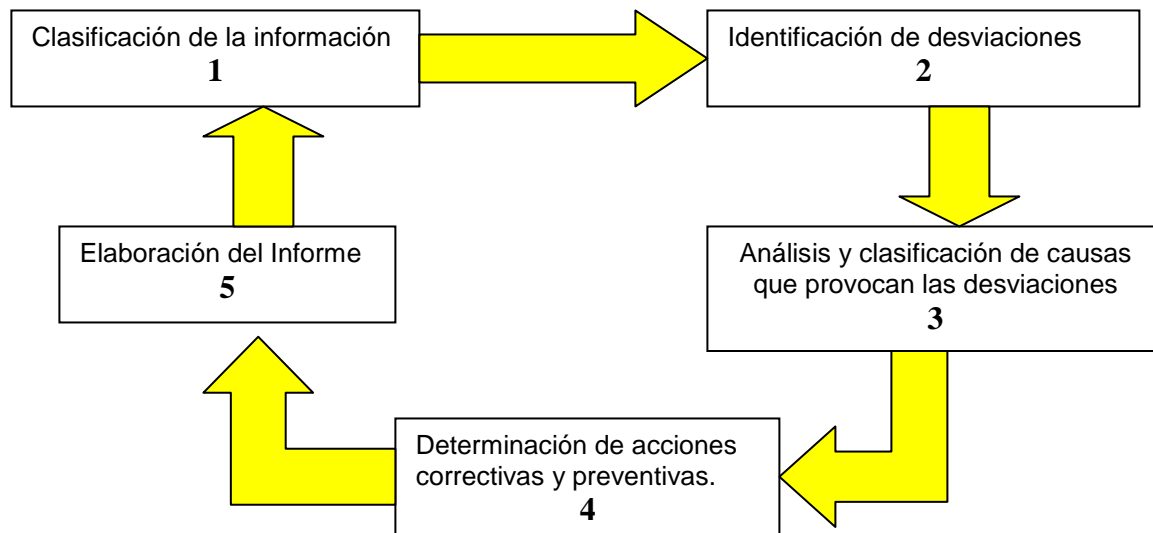 Clasificación de la información
1
Identificación de desviaciones
2
Análisis y clasificación de causas
que provocan las desviaciones
3
Determinación de acciones
correctivas y preventivas.
4
Elaboración del Informe
5